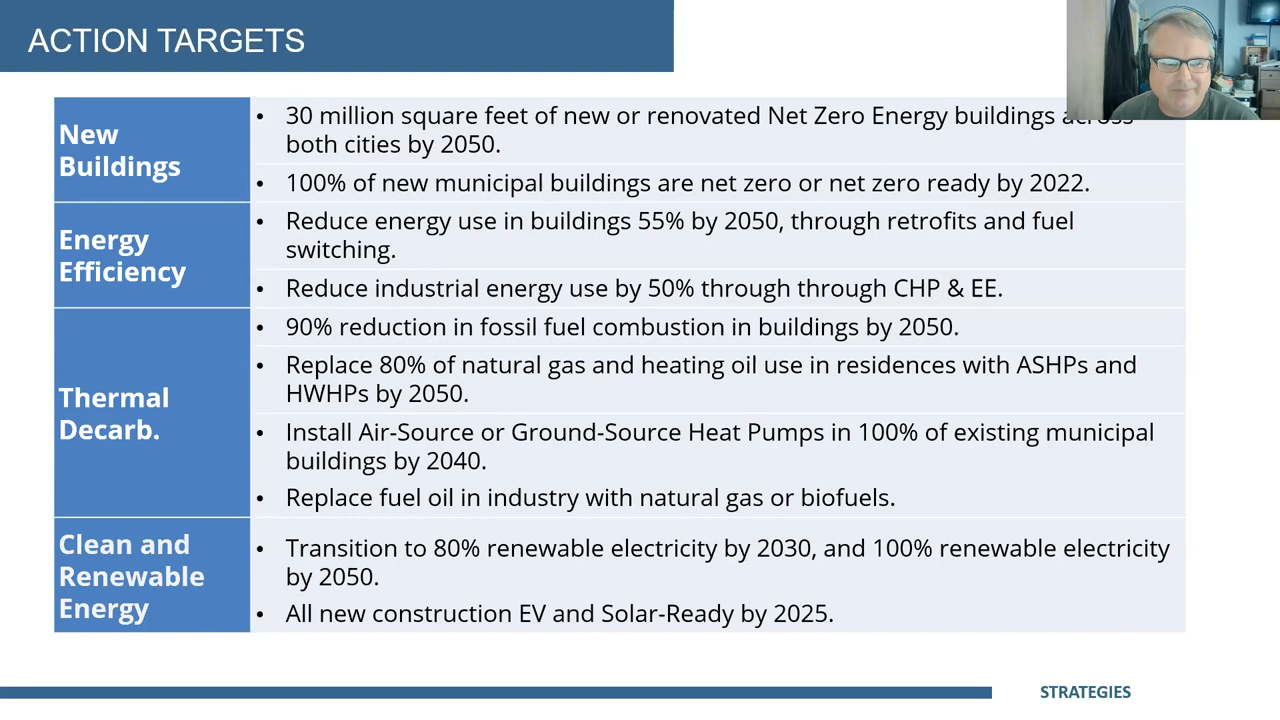 ACTION TARGETS
New
Buildings
• 30 million square feet of new or renovated Net Zero Energy buildings across
both cities by 2050.
• 100% of new municipal buildings are net zero or net zero ready by 2022.
Energy
Efficiency
• Reduce energy use in buildings 55% by 2050, through retrofits and fuel
switching.
• Reduce industrial energy use by 50% through through CHP & EE.
Thermal
Decarb.
• 90% reduction in fossil fuel combustion in buildings by 2050.
• Replace 80% of natural gas and heating oil use in residences with ASHPs and
HWHPs by 2050.
• Install Air-Source or Ground-Source Heat Pumps in 100% of existing municipal
buildings by 2040.
• Replace fuel oil in industry with natural gas or biofuels.
Clean and
Renewable
Energy
• Transition to 80% renewable electricity by 2030, and 100% renewable electricity
by 2050.
• All new construction EV and Solar-Ready by 2025.
STRATEGIES